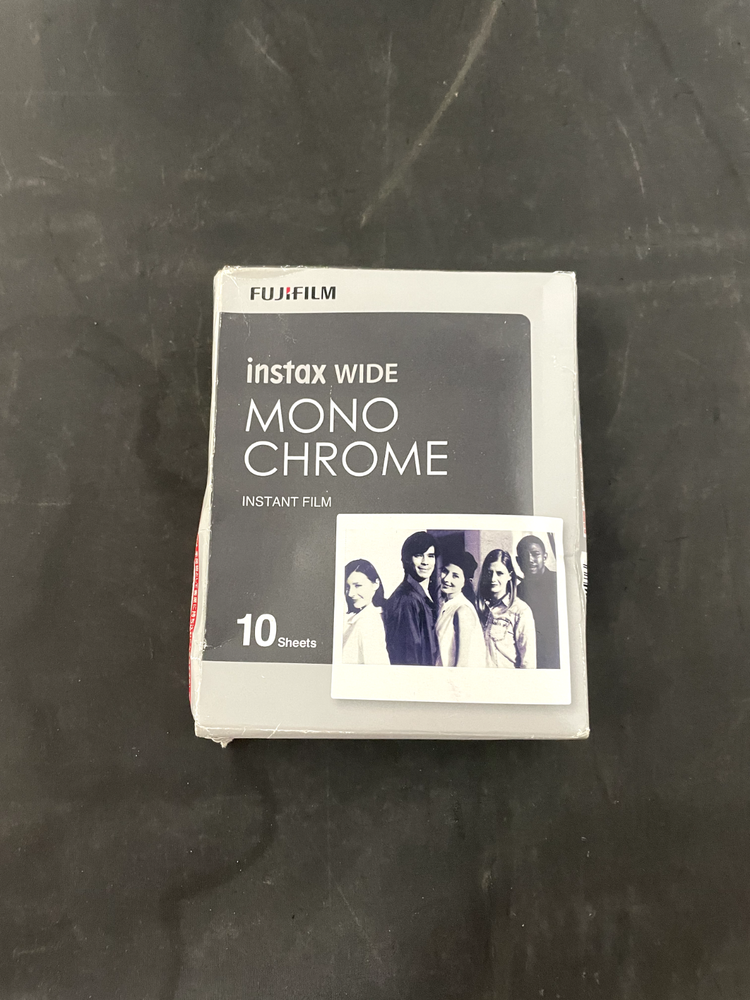 FUJIFILM
instax WIDE
MONO
CHROME
INSTANT FILM
10 Sheets